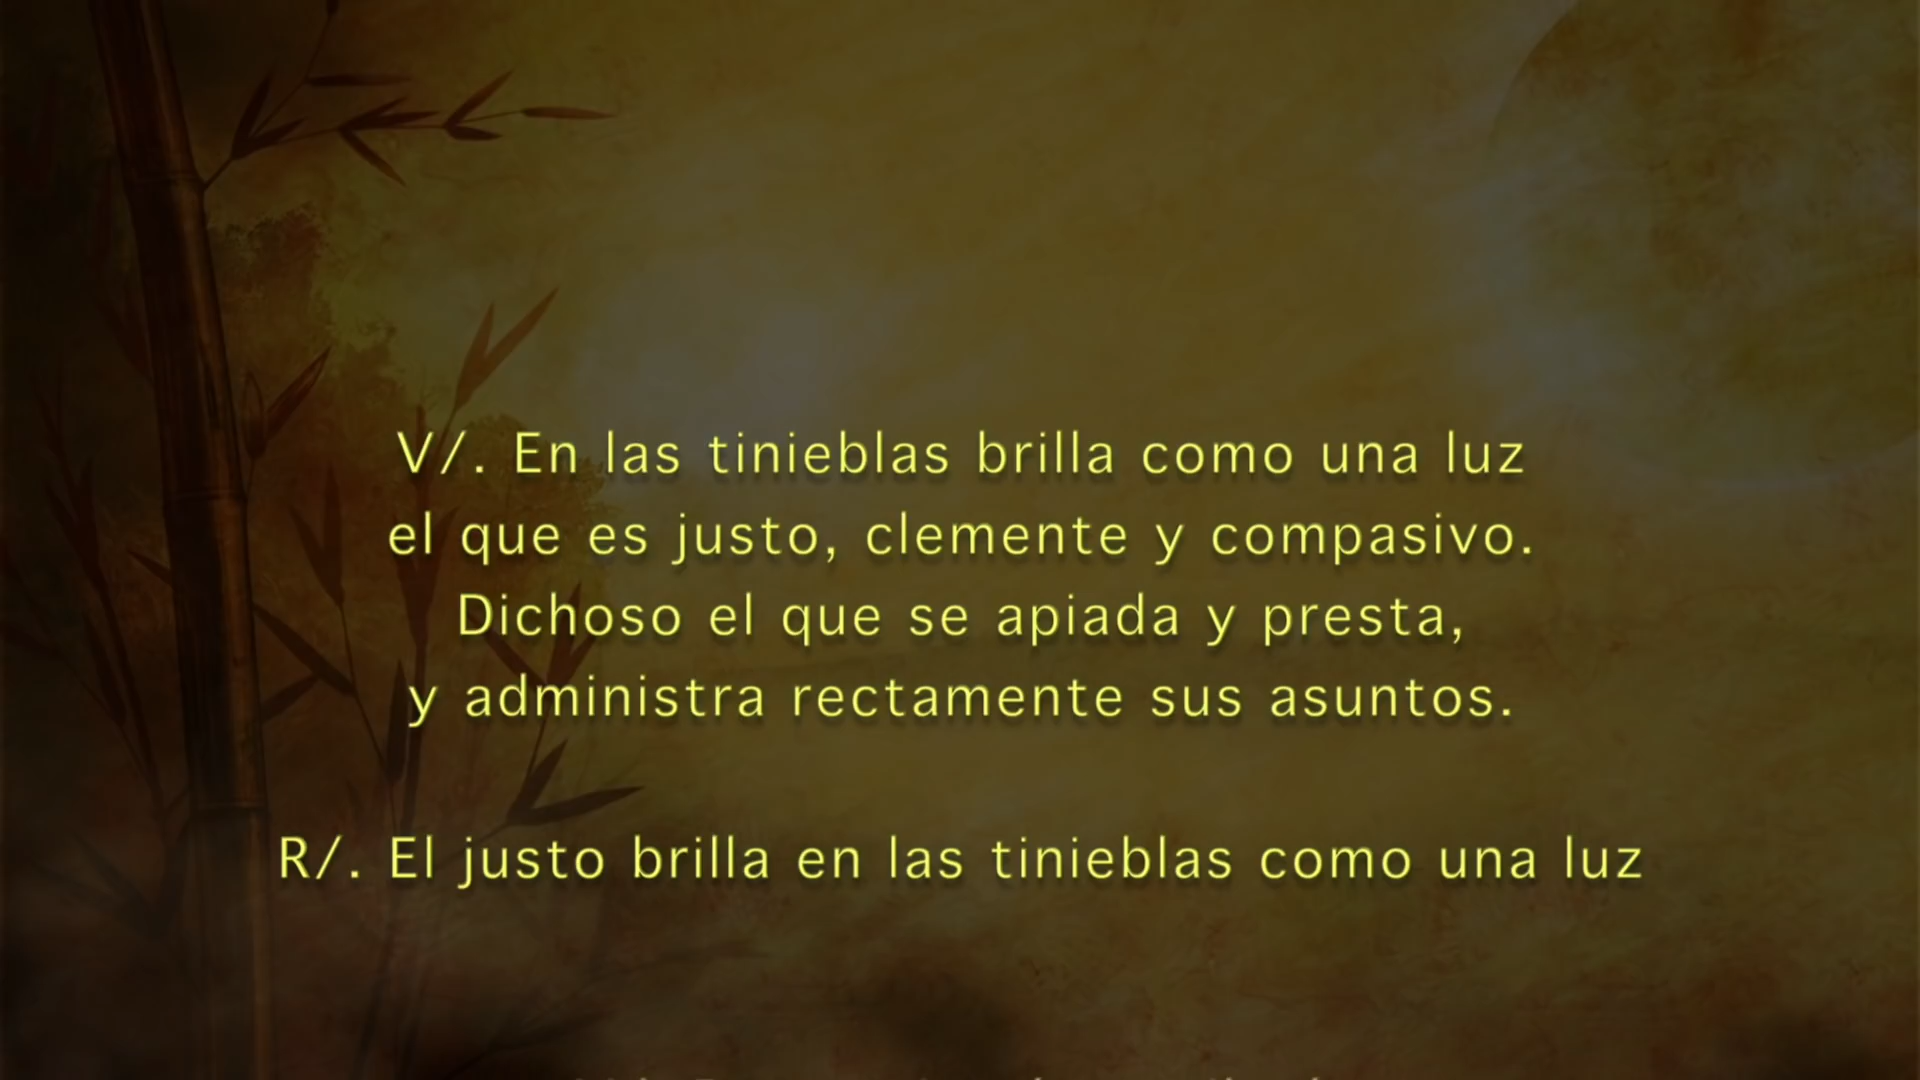 V/. En las tinieblas brilla como una luz
el que es justo, clemente y compasivo.
Dichoso el que se apiada y presta,
y administra rectamente sus asuntos.
R/. El justo brilla en las tinieblas como una luz